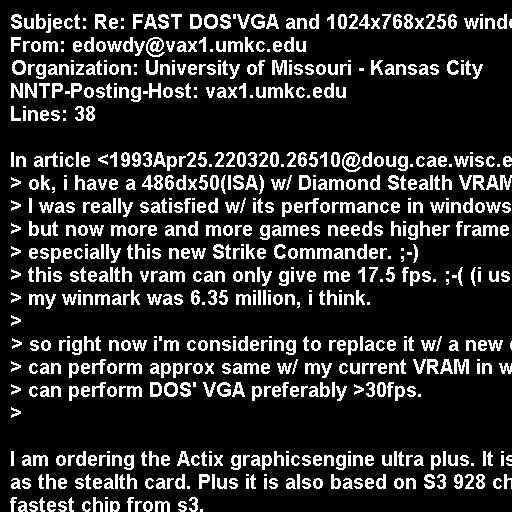 Subject: Re: FAST DOS'VGA and 1024x768x256 windo
From: edowdy@vax1.umkc.edu
Organization: University of Missouri - Kansas City
NNTP-Posting-Host: vax1.umkc.edu
Lines: 38

In article <1993Apr25.220320.26510@doug.cae.wisc.e
> ok, i have a 486dx50(ISA) w/ Diamond Stealth VRAM
> I was really satisfied w/ its performance in windows
> but now more and more games needs higher frame
> especially this new Strike Commander. ;-)
> this stealth vram can only give me 17.5 fps. ;-( (i us
> my winmark was 6.35 million, i think.
>
> so right now i'm considering to replace it w/ a new
> can perform approx same w/ my current VRAM in w
> can perform DOS' VGA preferably >30fps.
>

I am ordering the Actix graphicsengine ultra plus. It is
as the stealth card. Plus it is also based on S3 928 ch
fastest chip from s3.